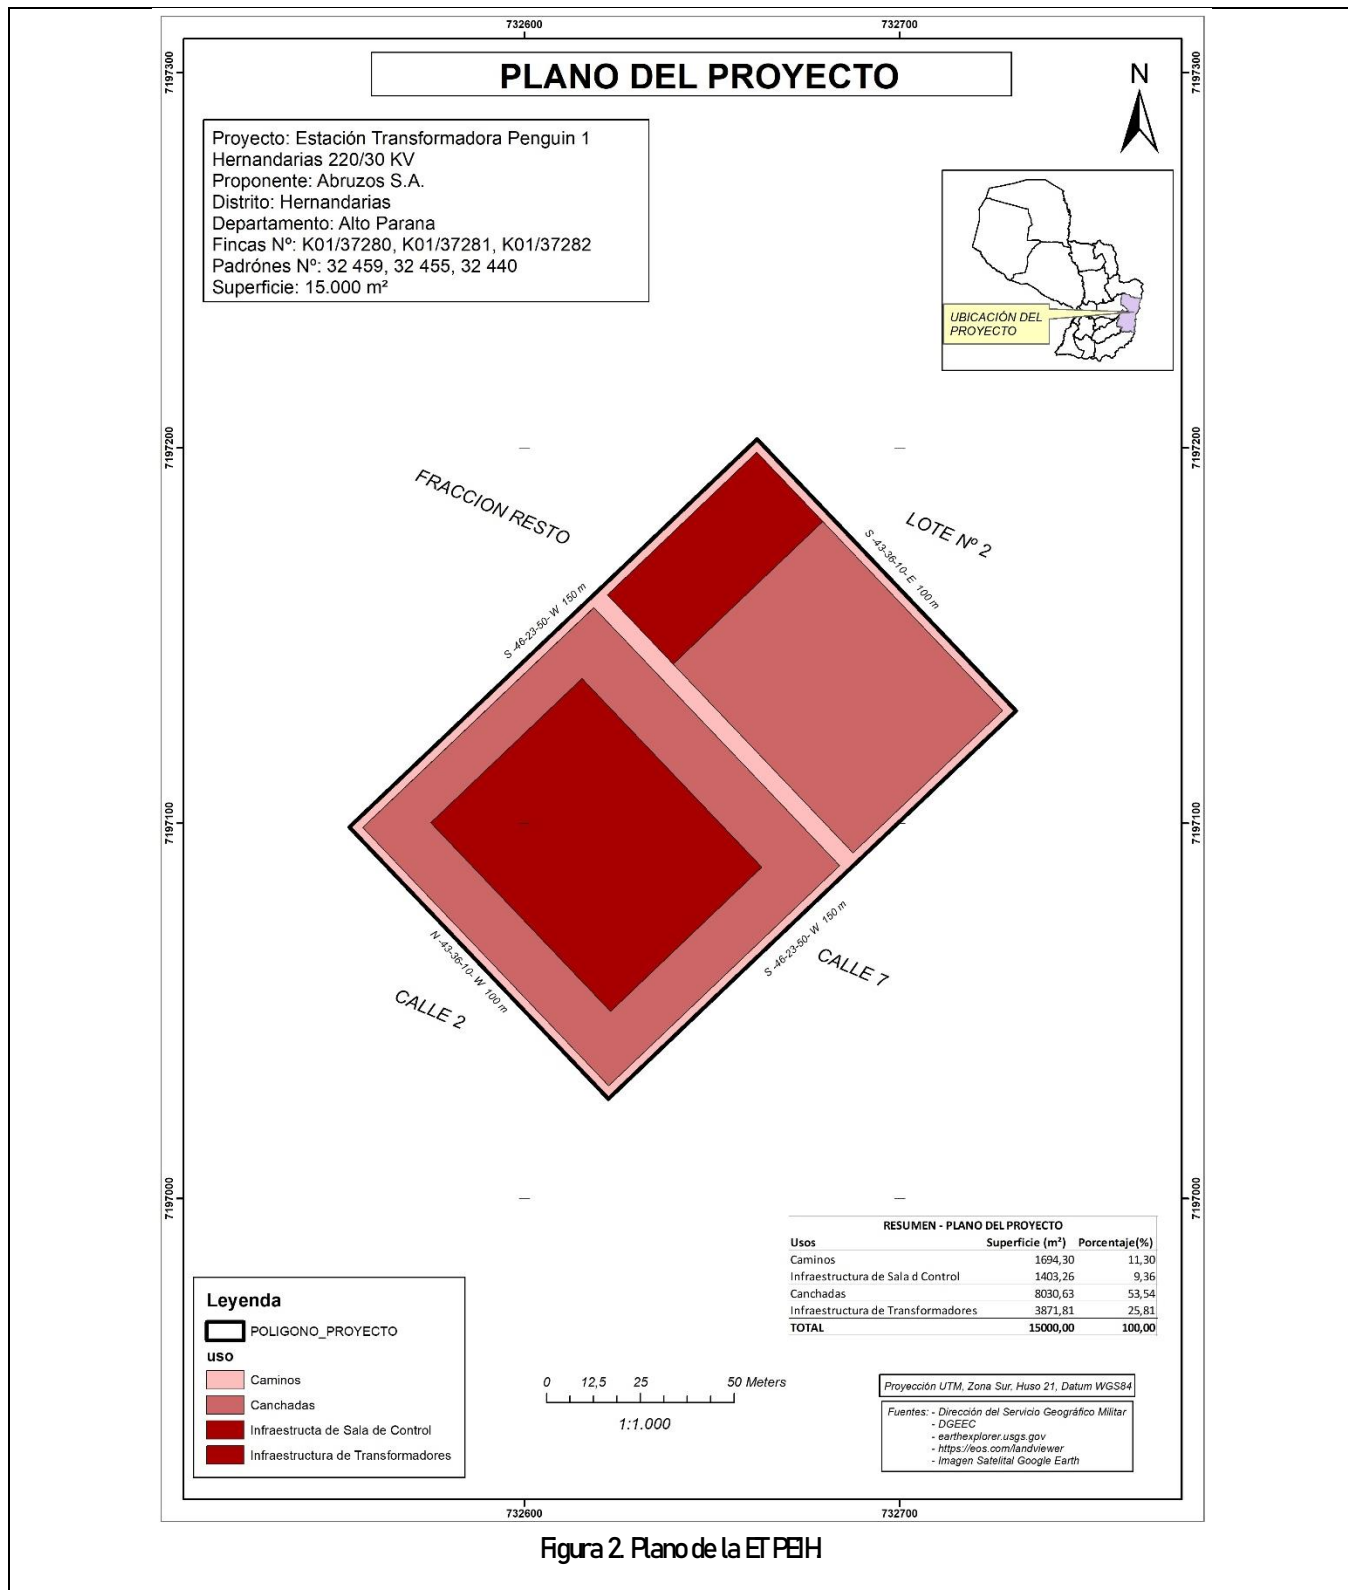 732600
732700
7197300
7197300
PLANO DEL PROYECTO
N
Proyecto: Estación Transformadora Penguin 1
Hernandarias 220/30 KV
Proponente: Abruzos S.A.
Distrito: Hernandarias
Departamento: Alto Parana
Fincas Nº: K01/37280, K01/37281, K01/37282
Padrónes Nº: 32 459, 32 455, 32 440
Superficie: 15.000 m²
UBICACIÓN DEL
PROYECTO
7197200
7197200
FRACCION RESTO
LOTE Nº 2
S -43-36-10- E 100 m
S -46-23-50- W 150 m
7197100
7197100
N -43-36-10- W 100 m
S -46-23-50- W 150 m
CALLE 2
CALLE 7
7197000
7197000
RESUMEN - PLANO DEL PROYECTO
Usos Superficie (m²) Porcentaje(%)
Caminos 1694,30 11,30
Infraestructura de Sala d Control 1403,26 9,36
Canchadas 8030,63 53,54
Infraestructura de Transformadores 3871,81 25,81
TOTAL 15000,00 100,00
Leyenda
POLIGONO_PROYECTO
uso
Caminos
Canchadas
Infraestructa de Sala de Control
Infraestructura de Transformadores
0 12,5 25 50 Meters
1:1.000
Proyección UTM, Zona Sur, Huso 21, Datum WGS84
Fuentes: - Dirección del Servicio Geográfico Militar
- DGEEC
- earthexplorer.usgs.gov
- https://eos.com/landviewer
- Imagen Satelital Google Earth
732600
732700
Figura 2. Plano de la ET PE1H